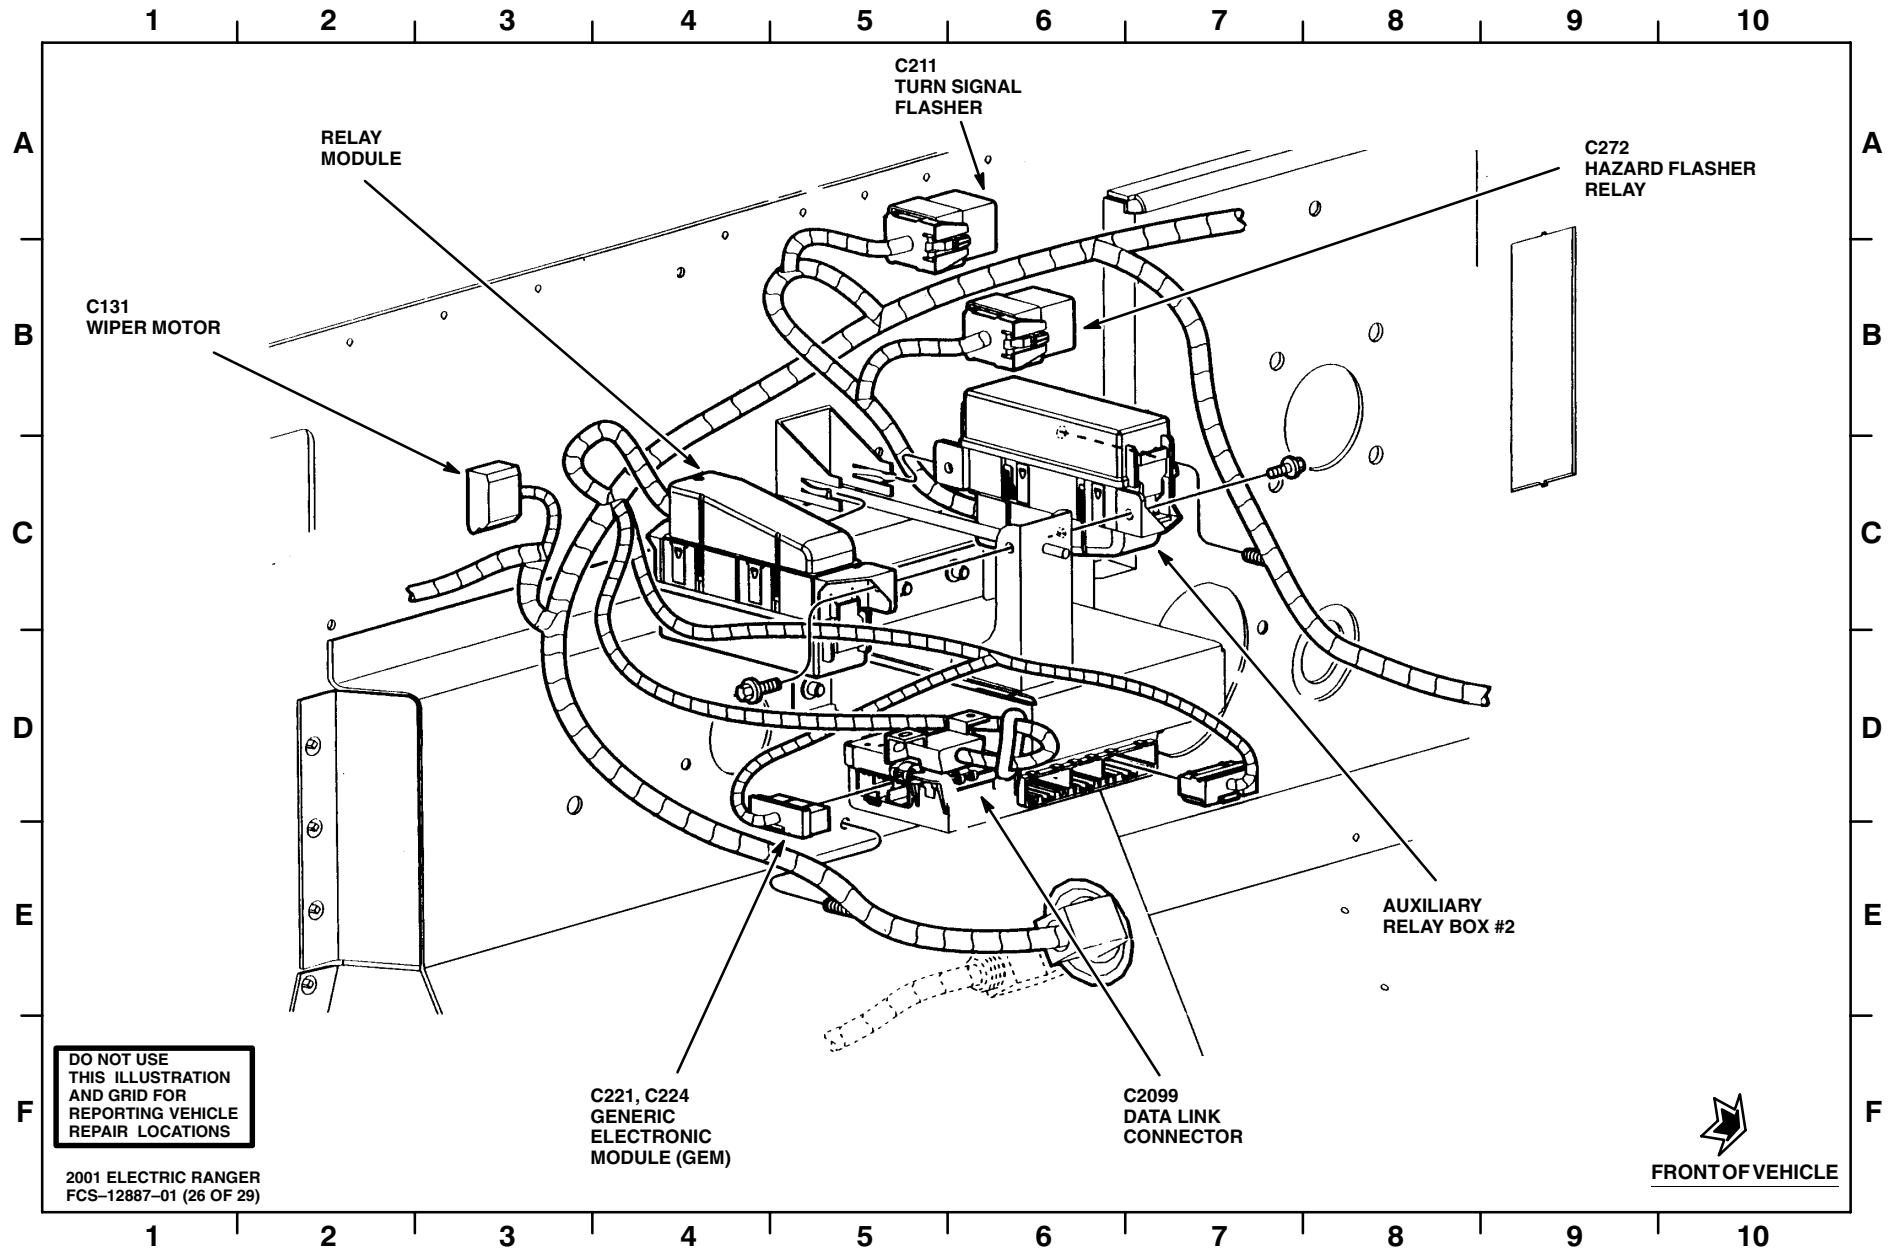 1 2 3 4 5 6 7 8 9 10
C211
TURN SIGNAL
FLASHER
A
RELAY
MODULE
A
C272
HAZARD FLASHER
RELAY
C131
WIPER MOTOR
B
B
C
C
D
D
E
AUXILIARY
RELAY BOX #2
E
DO NOT USE
THIS ILLUSTRATION
AND GRID FOR
REPORTING VEHICLE
REPAIR LOCATIONS
F
C221, C224
GENERIC
ELECTRONIC
MODULE (GEM)
C2099
DATA LINK
CONNECTOR
F
FRONT OF VEHICLE
2001 ELECTRIC RANGER
FCS–12887–01 (26 OF 29)
1 2 3 4 5 6 7 8 9 10